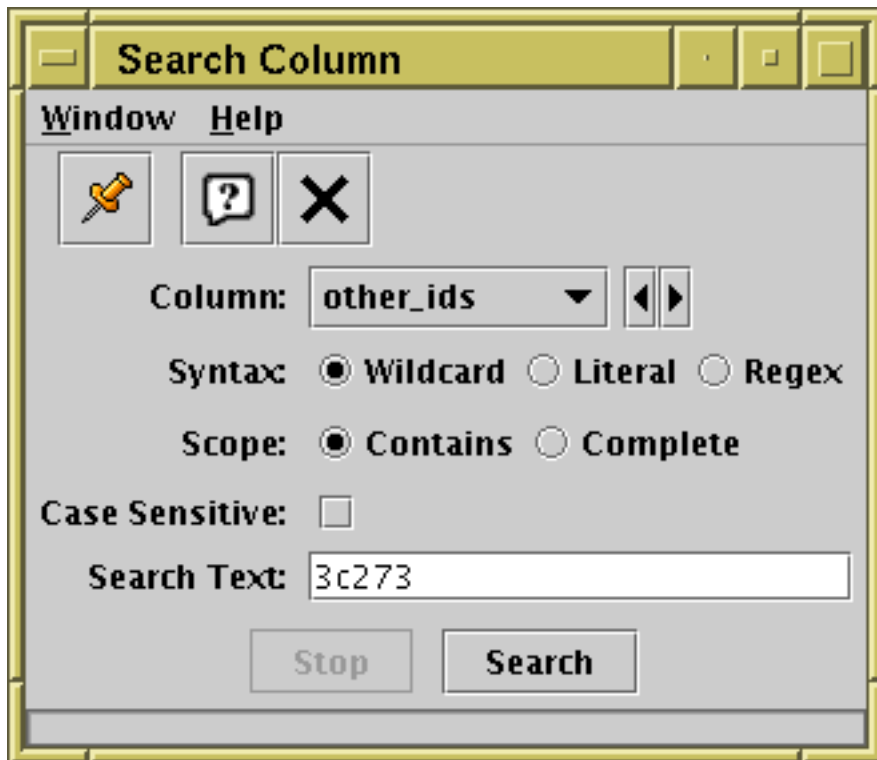 Search Column
Window Help
?
Column: other_ids
Syntax: Wildcard Literal Regex
Scope: Contains Complete
Case Sensitive:
Search Text: 3c273
Stop Search